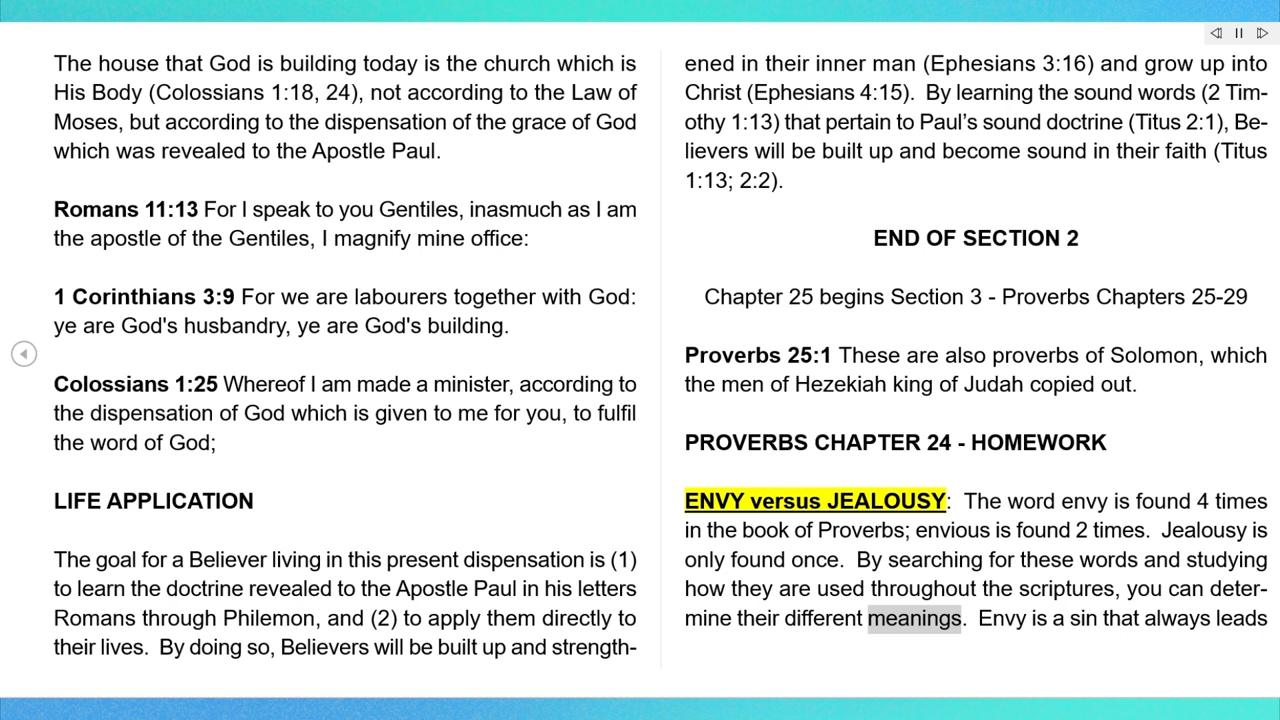 The house that God is building today is the church which is
His Body (Colossians 1:18, 24), not according to the Law of
Moses, but according to the dispensation of the grace of God
which was revealed to the Apostle Paul.
Romans 11:13 For I speak to you Gentiles, inasmuch as I am
the apostle of the Gentiles, I magnify mine office:
1 Corinthians 3:9 For we are labourers together with God:
ye are God's husbandry, ye are God's building.
Colossians 1:25 Whereof I am made a minister, according to
the dispensation of God which is given to me for you, to fulfil
the word of God;
LIFE APPLICATION
The goal for a Believer living in this present dispensation is (1)
to learn the doctrine revealed to the Apostle Paul in his letters
Romans through Philemon, and (2) to apply them directly to
their lives.  By doing so, Believers will be built up and strength-
ened in their inner man (Ephesians 3:16) and grow up into
Christ (Ephesians 4:15).  By learning the sound words (2 Tim-
othy 1:13) that pertain to Paul’s sound doctrine (Titus 2:1), Be-
lievers will be built up and become sound in their faith (Titus
1:13; 2:2).
END OF SECTION 2
Chapter 25 begins Section 3 - Proverbs Chapters 25-29
Proverbs 25:1 These are also proverbs of Solomon, which
the men of Hezekiah king of Judah copied out.
PROVERBS CHAPTER 24 - HOMEWORK
ENVY versus JEALOUSY:  The word envy is found 4 times
in the book of Proverbs; envious is found 2 times.  Jealousy is
only found once.  By searching for these words and studying
how they are used throughout the scriptures, you can deter-
mine their different meanings.  Envy is a sin that always leads